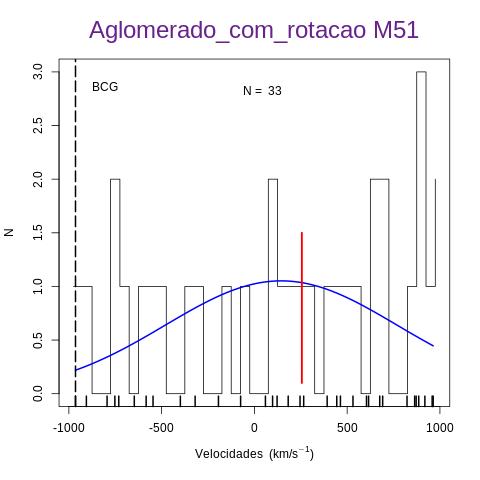 Aglomerado_com_rotacao M51
BCG
N = 33
3.0
2.5
2.0
1.5
1.0
0.5
0.0
N
-1000 -500 0 500 1000
Velocidades (km/s⁻¹)